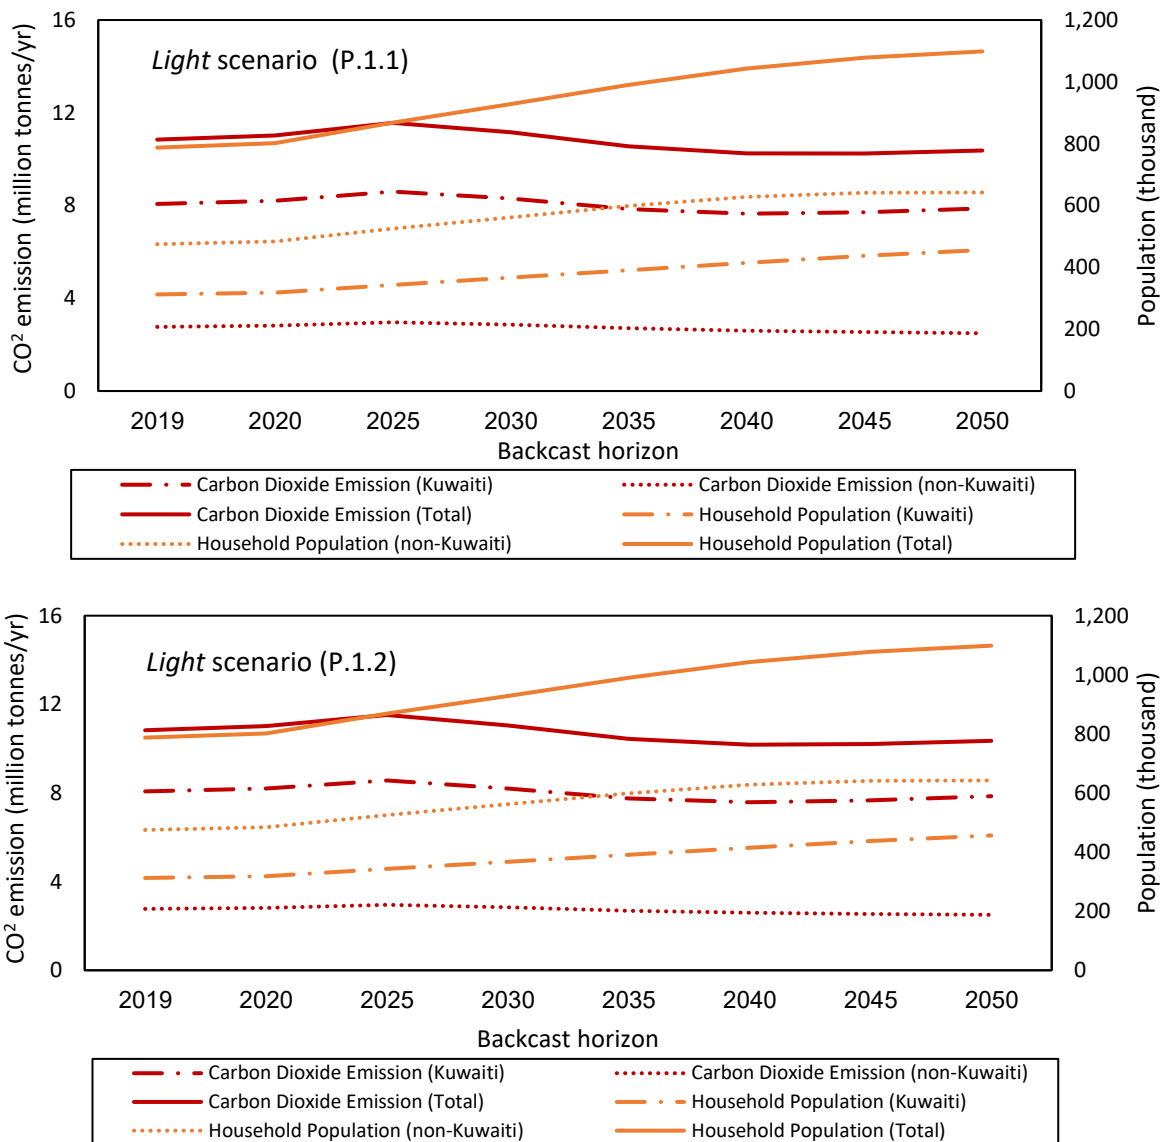 16
12
8
4
0
CO² emission (million tonnes/yr)
Light scenario (P.1.1)
1,200
1,000
800
600
400
200
0
Population (thousand)
2019 2020 2025 2030 2035 2040 2045 2050
Backcast horizon
Carbon Dioxide Emission (Kuwaiti) Carbon Dioxide Emission (non-Kuwaiti)
Carbon Dioxide Emission (Total) Household Population (Kuwaiti)
Household Population (non-Kuwaiti) Household Population (Total)
16
12
8
4
0
CO² emission (million tonnes/yr)
Light scenario (P.1.2)
1,200
1,000
800
600
400
200
0
Population (thousand)
2019 2020 2025 2030 2035 2040 2045 2050
Backcast horizon
Carbon Dioxide Emission (Kuwaiti) Carbon Dioxide Emission (non-Kuwaiti)
Carbon Dioxide Emission (Total) Household Population (Kuwaiti)
Household Population (non-Kuwaiti) Household Population (Total)